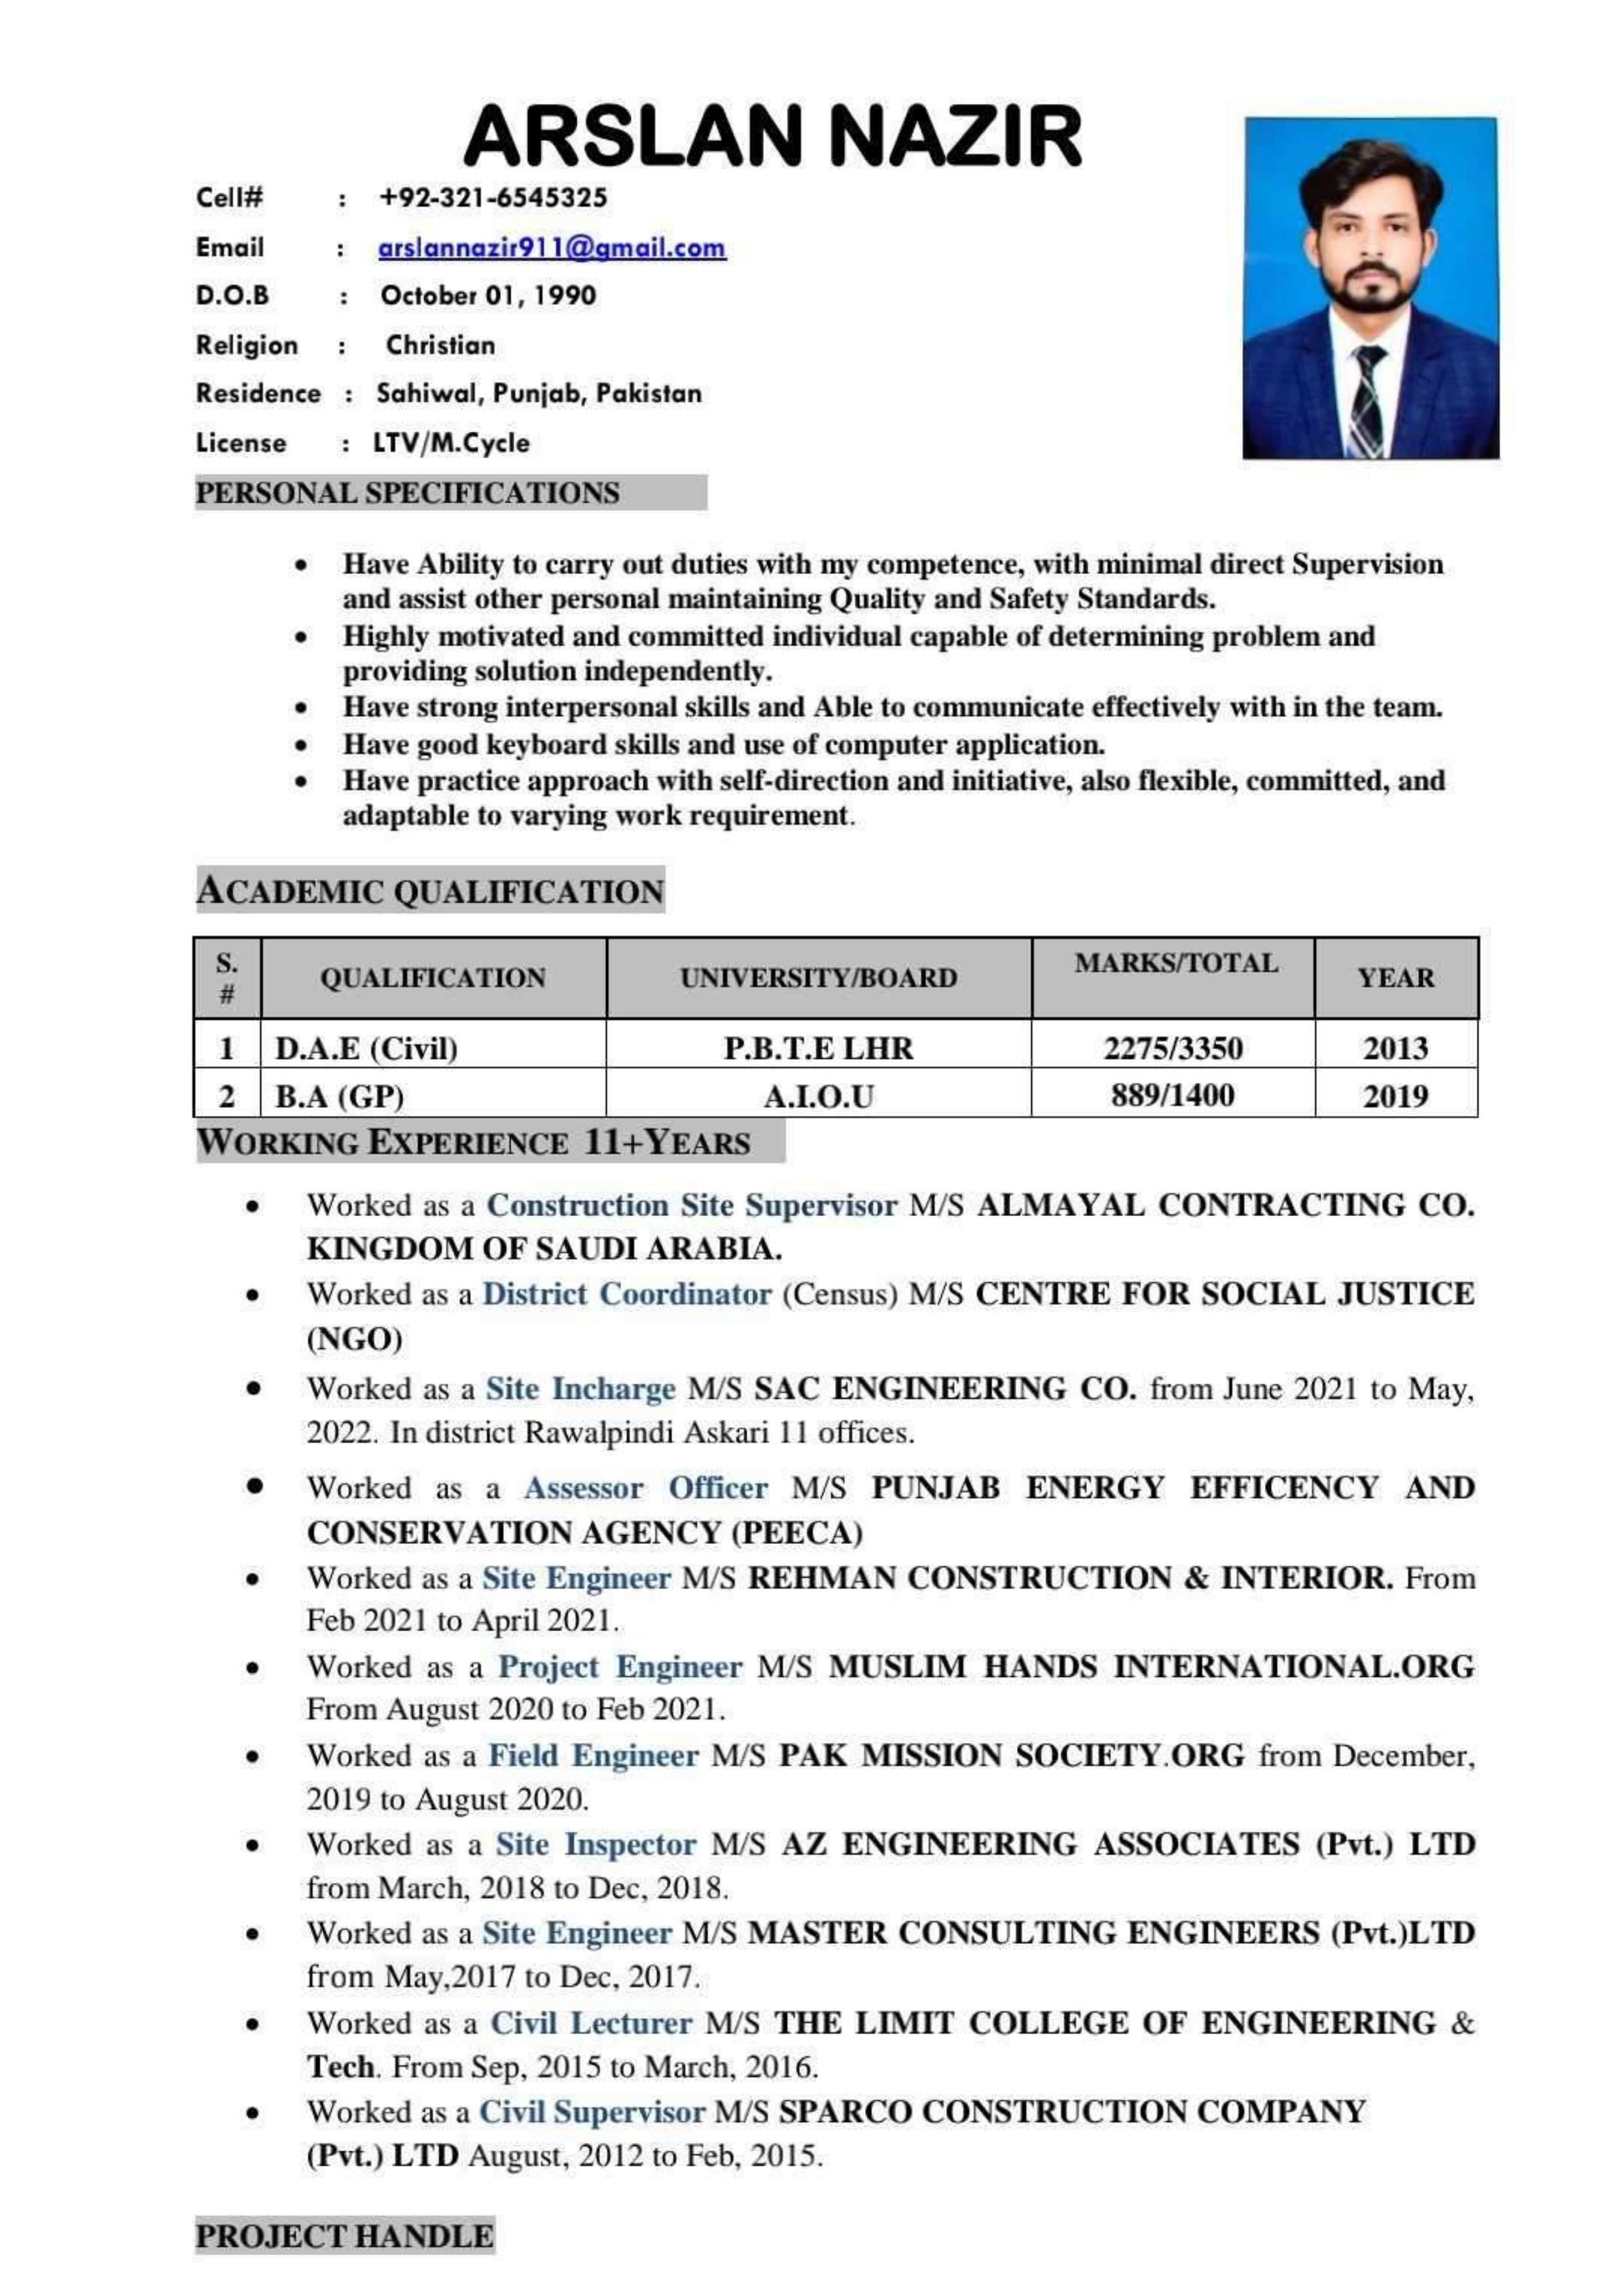 ARSLAN NAZIR
Cell# : +92-321-6545325
Email : arslannazir911@gmail.com
D.O.B : October 01, 1990
Religion : Christian
Residence : Sahiwal, Punjab, Pakistan
License : LTV/M.Cycle
PERSONAL SPECIFICATIONS
• Have Ability to carry out duties with my competence, with minimal direct Supervision
and assist other personal maintaining Quality and Safety Standards.
• Highly motivated and committed individual capable of determining problem and
providing solution independently.
• Have strong interpersonal skills and Able to communicate effectively with in the team.
• Have good keyboard skills and use of computer application.
• Have practice approach with self-direction and initiative, also flexible, committed, and
adaptable to varying work requirement.
ACADEMIC QUALIFICATION
S. # QUALIFICATION UNIVERSITY/BOARD MARKS/TOTAL YEAR
1 D.A.E (Civil) P.B.T.E LHR 2275/3350 2013
2 B.A (GP) A.I.O.U 889/1400 2019
WORKING EXPERIENCE 11+YEARS
• Worked as a Construction Site Supervisor M/S ALMAYAL CONTRACTING CO.
KINGDOM OF SAUDI ARABIA.
• Worked as a District Coordinator (Census) M/S CENTRE FOR SOCIAL JUSTICE
(NGO)
• Worked as a Site Incharge M/S SAC ENGINEERING CO. from June 2021 to May,
2022. In district Rawalpindi Askari 11 offices.
• Worked as a Assessor Officer M/S PUNJAB ENERGY EFFICENCY AND
CONSERVATION AGENCY (PEECA)
• Worked as a Site Engineer M/S REHMAN CONSTRUCTION & INTERIOR. From
Feb 2021 to April 2021.
• Worked as a Project Engineer M/S MUSLIM HANDS INTERNATIONAL.ORG
From August 2020 to Feb 2021.
• Worked as a Field Engineer M/S PAK MISSION SOCIETY.ORG from December,
2019 to August 2020.
• Worked as a Site Inspector M/S AZ ENGINEERING ASSOCIATES (Pvt.) LTD
from March, 2018 to Dec, 2018.
• Worked as a Site Engineer M/S MASTER CONSULTING ENGINEERS (Pvt.)LTD
from May,2017 to Dec, 2017.
• Worked as a Civil Lecturer M/S THE LIMIT COLLEGE OF ENGINEERING &
Tech. From Sep, 2015 to March, 2016.
• Worked as a Civil Supervisor M/S SPARCO CONSTRUCTION COMPANY
(Pvt.) LTD August, 2012 to Feb, 2015.
PROJECT HANDLE